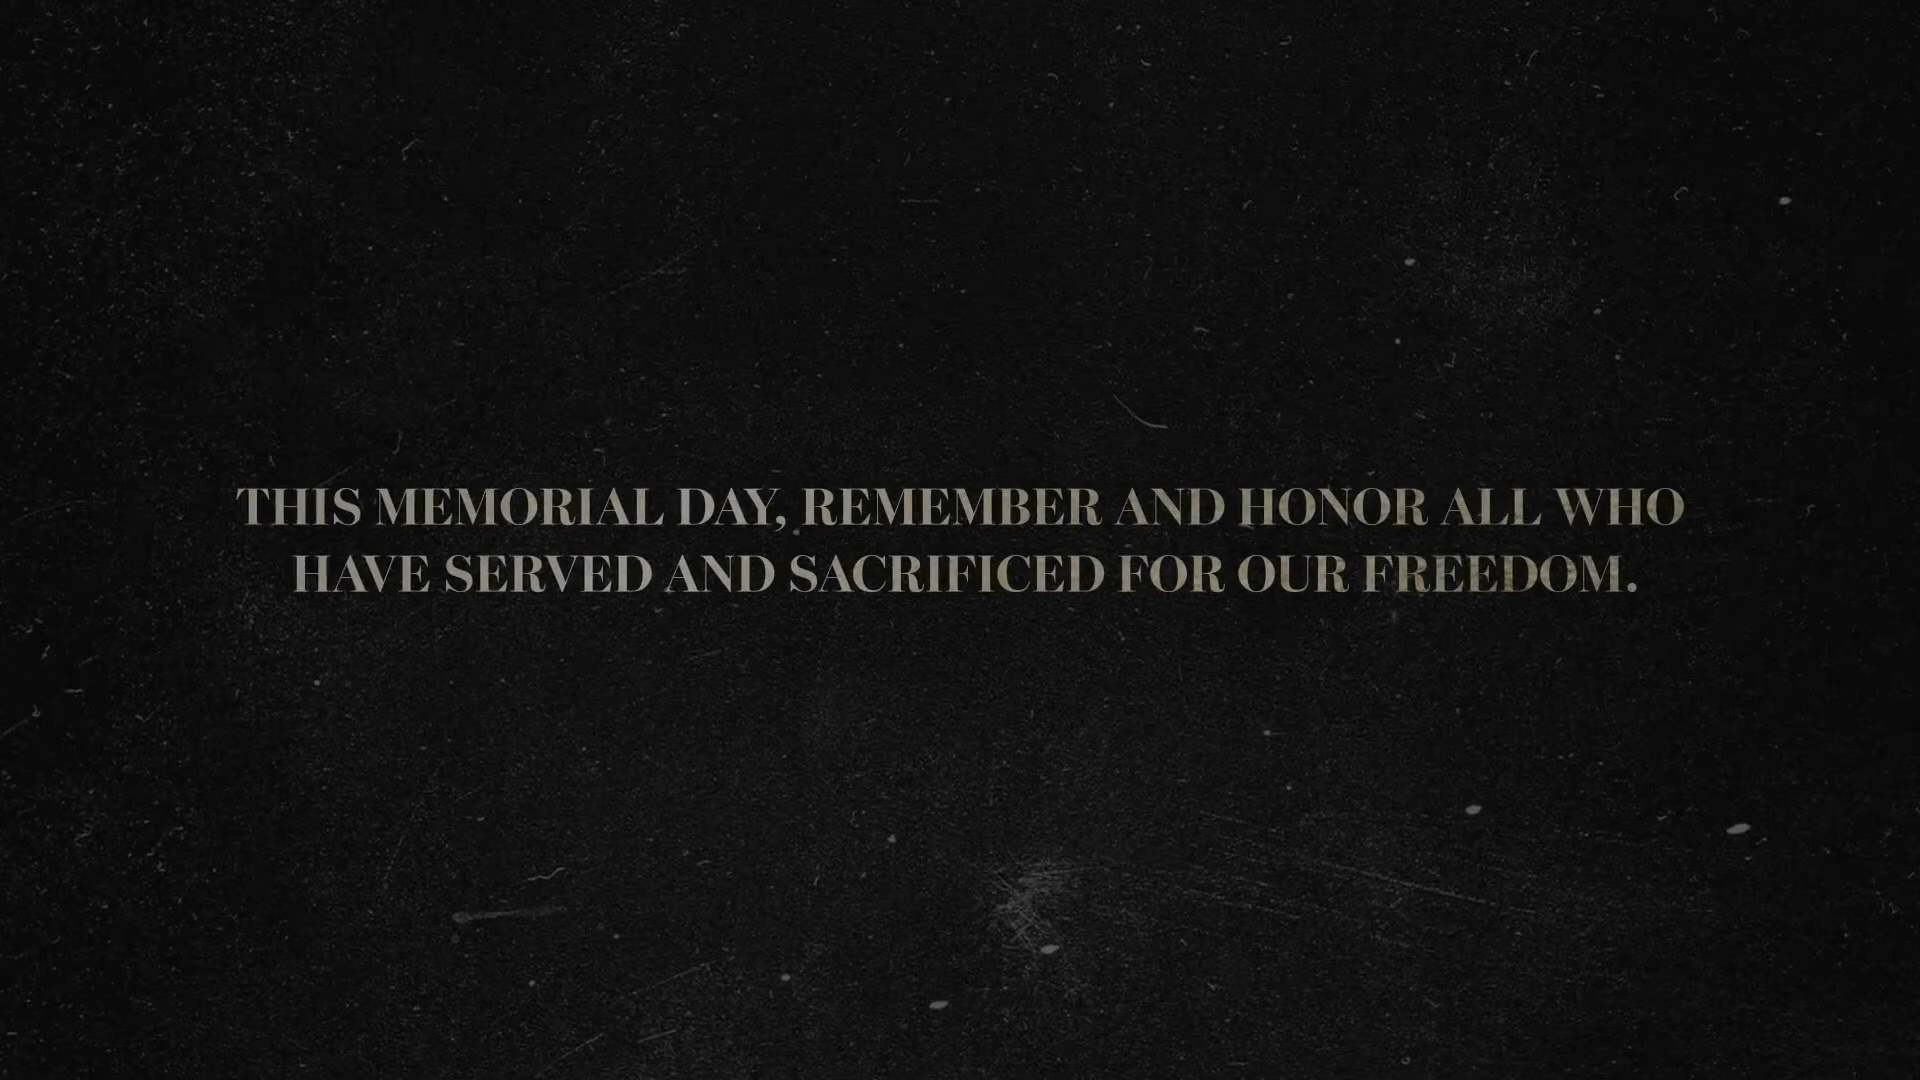 THIS MEMORIAL DAY, REMEMBER AND HONOR ALL WHO
HAVE SERVED AND SACRIFICED FOR OUR FREEDOM.